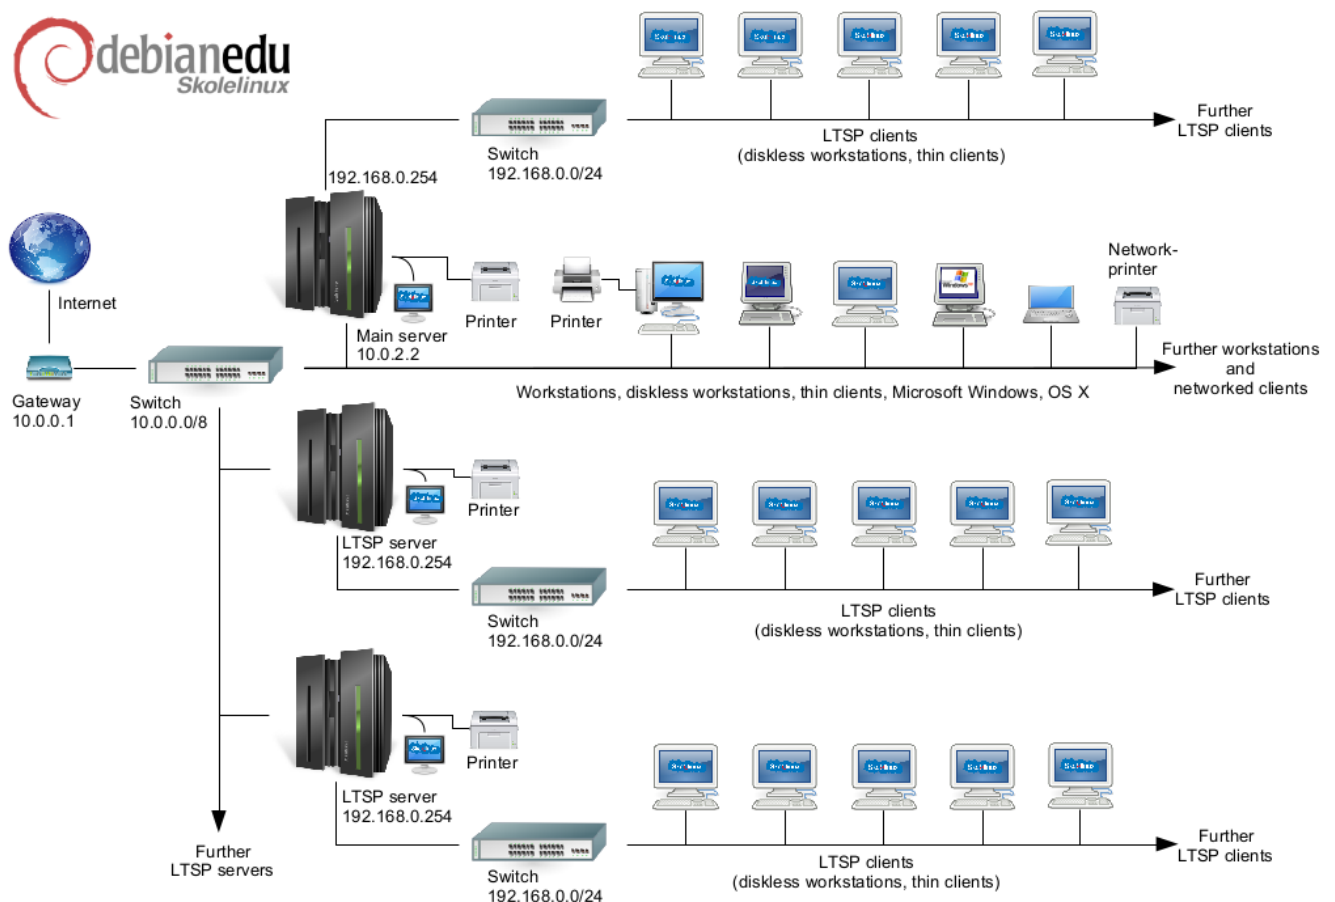 debianedu
Skolelinux
Further
LTSP clients
LTSP clients
(diskless workstations, thin clients)
Switch
192.168.0.0/24
192.168.0.254
Internet
Main server
10.0.2.2
Printer
Printer
Windows
Network-
printer
Gateway
10.0.0.1
Switch
10.0.0.0/8
Workstations, diskless workstations, thin clients, Microsoft Windows, OS X
Further workstations
and
networked clients
Printer
LTSP server
192.168.0.254
Switch
192.168.0.0/24
LTSP clients
(diskless workstations, thin clients)
Further
LTSP clients
Printer
LTSP server
192.168.0.254
Further
LTSP servers
Switch
192.168.0.0/24
LTSP clients
(diskless workstations, thin clients)
Further
LTSP clients